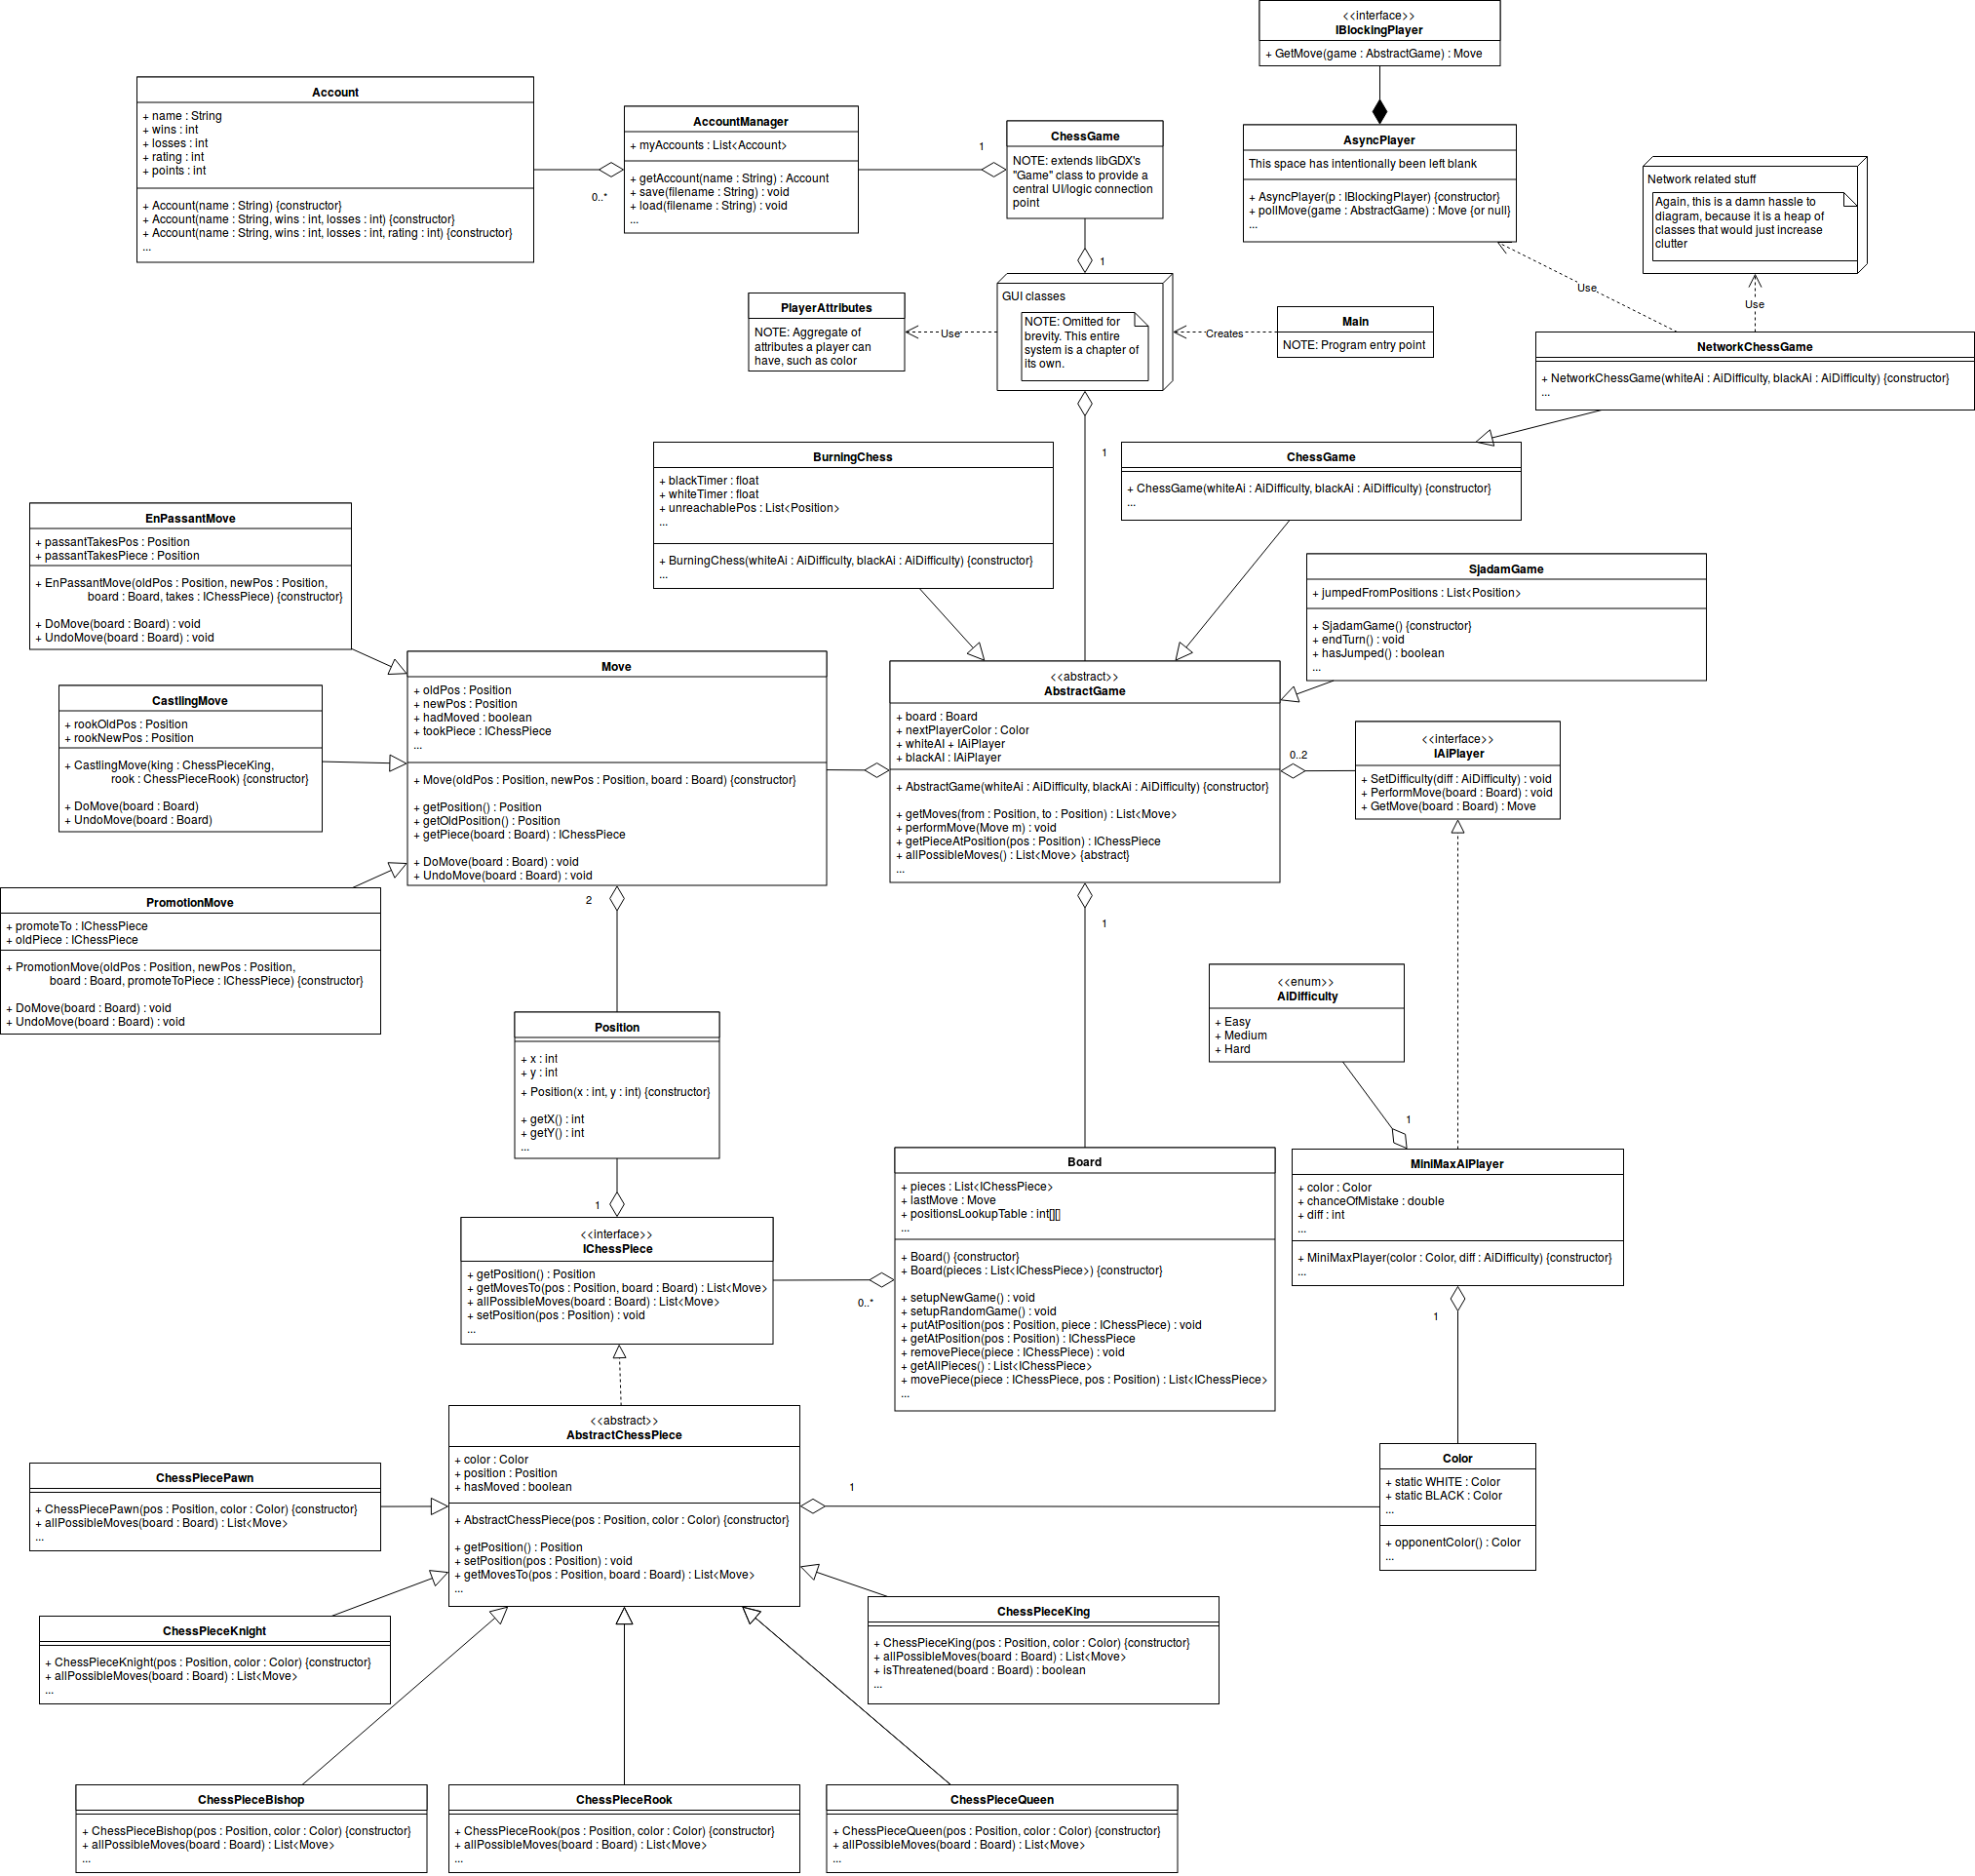 <<interface>>
IBlockingPlayer
+ GetMove(game : AbstractGame) : Move
Account
+ name : String
+ wins : int
+ losses : int
+ rating : int
+ points : int
+ Account(name : String) {constructor}
+ Account(name : String, wins : int, losses : int) {constructor}
+ Account(name : String, wins : int, losses : int, rating : int) {constructor}
...
0..*
AccountManager
+ myAccounts : List<Account>
+ getAccount(name : String) : Account
+ save(filename : String) : void
+ load(filename : String) : void
...
1
ChessGame
NOTE: extends libGDX's
"Game" class to provide a
central UI/logic connection
point
1
AsyncPlayer
This space has intentionally been left blank
+ AsyncPlayer(p : IBlockingPlayer) {constructor}
+ pollMove(game : AbstractGame) : Move {or null}
...
Network related stuff
Again, this is a damn hassle to
diagram, because it is a heap of
classes that would just increase
clutter
Use
Use
PlayerAttributes
NOTE: Aggregate of
attributes a player can
have, such as color
Use
GUI classes
NOTE: Omitted for
brevity. This entire
system is a chapter of
its own.
Creates
Main
NOTE: Program entry point
NetworkChessGame
+ NetworkChessGame(whiteAi : AiDifficulty, blackAi : AiDifficulty) {constructor}
...
1
BurningChess
+ blackTimer : float
+ whiteTimer : float
+ unreachablePos : List<Position>
...
+ BurningChess(whiteAi : AiDifficulty, blackAi : AiDifficulty) {constructor}
...
ChessGame
+ ChessGame(whiteAi : AiDifficulty, blackAi : AiDifficulty) {constructor}
...
EnPassantMove
+ passantTakesPos : Position
+ passantTakesPiece : Position
+ EnPassantMove(oldPos : Position, newPos : Position,
board : Board, takes : IChessPiece) {constructor}
+ DoMove(board : Board) : void
+ UndoMove(board : Board) : void
SjadamGame
+ jumpedFromPositions : List<Position>
+ SjadamGame() {constructor}
+ endTurn() : void
+ hasJumped() : boolean
...
CastlingMove
+ rookOldPos : Position
+ rookNewPos : Position
+ CastlingMove(king : ChessPieceKing,
rook : ChessPieceRook) {constructor}
+ DoMove(board : Board)
+ UndoMove(board : Board)
Move
+ oldPos : Position
+ newPos : Position
+ hadMoved : boolean
+ tookPiece : IChessPiece
...
+ Move(oldPos : Position, newPos : Position, board : Board) {constructor}
+ getPosition() : Position
+ getOldPosition() : Position
+ getPiece(board : Board) : IChessPiece
+ DoMove(board : Board) : void
+ UndoMove(board : Board) : void
2
<<abstract>>
AbstractGame
+ board : Board
+ nextPlayerColor : Color
+ whiteAI + IAiPlayer
+ blackAI : IAiPlayer
+ AbstractGame(whiteAi : AiDifficulty, blackAi : AiDifficulty) {constructor}
+ getMoves(from : Position, to : Position) : List<Move>
+ performMove(Move m) : void
+ getPieceAtPosition(pos : Position) : IChessPiece
+ allPossibleMoves() : List<Move> {abstract}
...
0..2
1
<<interface>>
IAiPlayer
+ SetDifficulty(diff : AiDifficulty) : void
+ PerformMove(board : Board) : void
+ GetMove(board : Board) : Move
PromotionMove
+ promoteTo : IChessPiece
+ oldPiece : IChessPiece
+ PromotionMove(oldPos : Position, newPos : Position,
board : Board, promoteToPiece : IChessPiece) {constructor}
+ DoMove(board : Board) : void
+ UndoMove(board : Board) : void
<<enum>>
AIDifficulty
+ Easy
+ Medium
+ Hard
1
Position
+ x : int
+ y : int
+ Position(x : int, y : int) {constructor}
+ getX() : int
+ getY() : int
...
1
Board
+ pieces : List<IChessPiece>
+ lastMove : Move
+ positionsLookupTable : int[][]
...
+ Board() {constructor}
+ Board(pieces : List<IChessPiece>) {constructor}
+ setupNewGame() : void
+ setupRandomGame() : void
+ putAtPosition(pos : Position, piece : IChessPiece) : void
+ getAtPosition(pos : Position) : IChessPiece
+ removePiece(piece : IChessPiece) : void
+ getAllPieces() : List<IChessPiece>
+ movePiece(piece : IChessPiece, pos : Position) : List<IChessPiece>
...
0..*
MiniMaxAIPlayer
+ color : Color
+ chanceOfMistake : double
+ diff : int
...
+ MiniMaxPlayer(color : Color, diff : AiDifficulty) {constructor}
...
1
<<interface>>
IChessPiece
+ getPosition() : Position
+ getMovesTo(pos : Position, board : Board) : List<Move>
+ allPossibleMoves(board : Board) : List<Move>
+ setPosition(pos : Position) : void
...
<<abstract>>
AbstractChessPiece
+ color : Color
+ position : Position
+ hasMoved : boolean
+ AbstractChessPiece(pos : Position, color : Color) {constructor}
+ getPosition() : Position
+ setPosition(pos : Position) : void
+ getMovesTo(pos : Position, board : Board) : List<Move>
...
1
Color
+ static WHITE : Color
+ static BLACK : Color
...
+ opponentColor() : Color
...
ChessPiecePawn
+ ChessPiecePawn(pos : Position, color : Color) {constructor}
+ allPossibleMoves(board : Board) : List<Move>
...
ChessPieceKnight
+ ChessPieceKnight(pos : Position, color : Color) {constructor}
+ allPossibleMoves(board : Board) : List<Move>
...
ChessPieceKing
+ ChessPieceKing(pos : Position, color : Color) {constructor}
+ allPossibleMoves(board : Board) : List<Move>
+ isThreatened(board : Board) : boolean
...
ChessPieceBishop
+ ChessPieceBishop(pos : Position, color : Color) {constructor}
+ allPossibleMoves(board : Board) : List<Move>
...
ChessPieceRook
+ ChessPieceRook(pos : Position, color : Color) {constructor}
+ allPossibleMoves(board : Board) : List<Move>
...
ChessPieceQueen
+ ChessPieceQueen(pos : Position, color : Color) {constructor}
+ allPossibleMoves(board : Board) : List<Move>
...